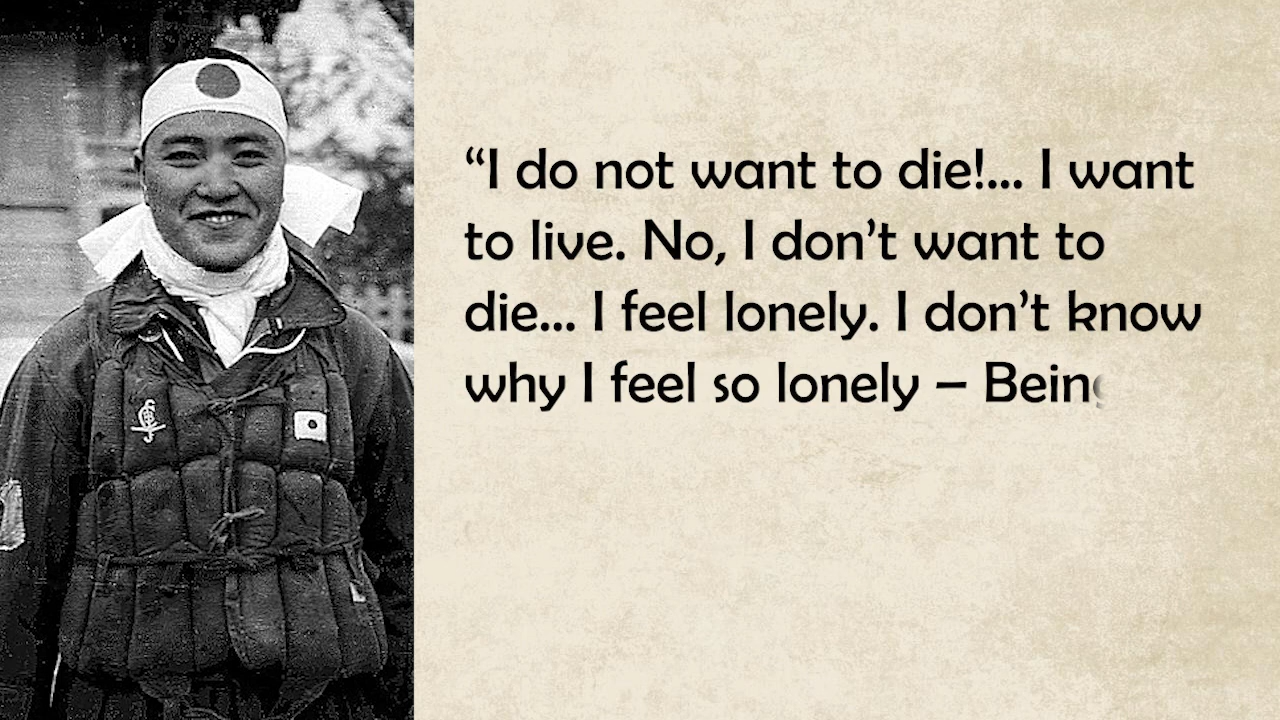 “I do not want to die!... I want
to live. No, I don’t want to
die... I feel lonely. I don’t know
why I feel so lonely – Being